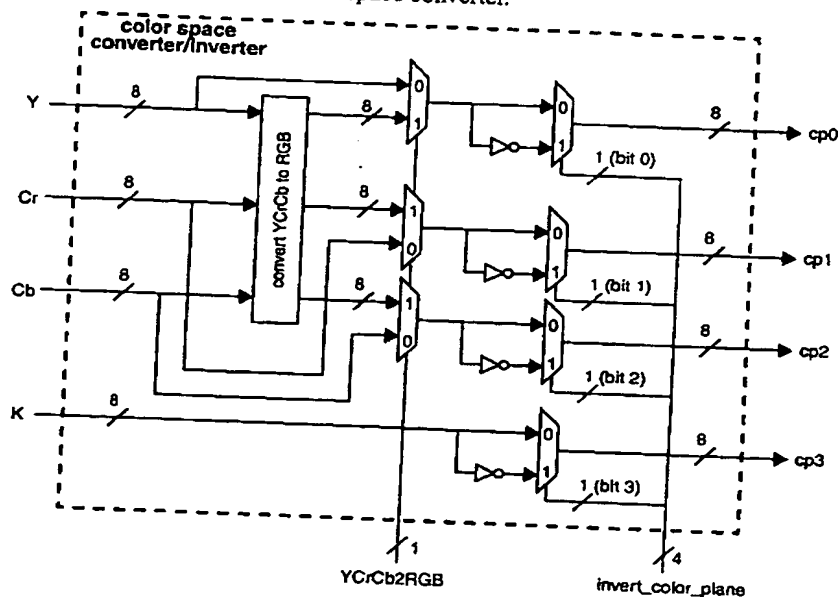 converter.
color space
converter/inverter
Y
8
0
8
1
convert YCrCb to RGB
0
1
8
cp0
1 (bit 0)
Cr
8
8
1
0
0
1
8
cp1
1 (bit 1)
Cb
8
8
1
0
0
1
8
cp2
1 (bit 2)
K
8
0
1
8
cp3
1 (bit 3)
1
YCrCb2RGB
4
invert_color_plane